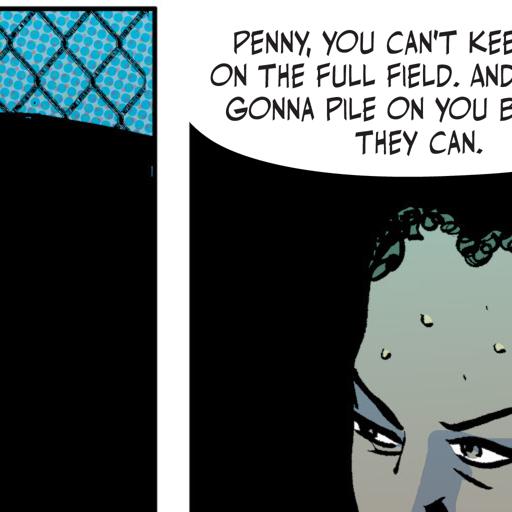 PENNY, YOU CAN'T KEE
ON THE FULL FIELD. AND
GONNA PILE ON YOU B
THEY CAN.